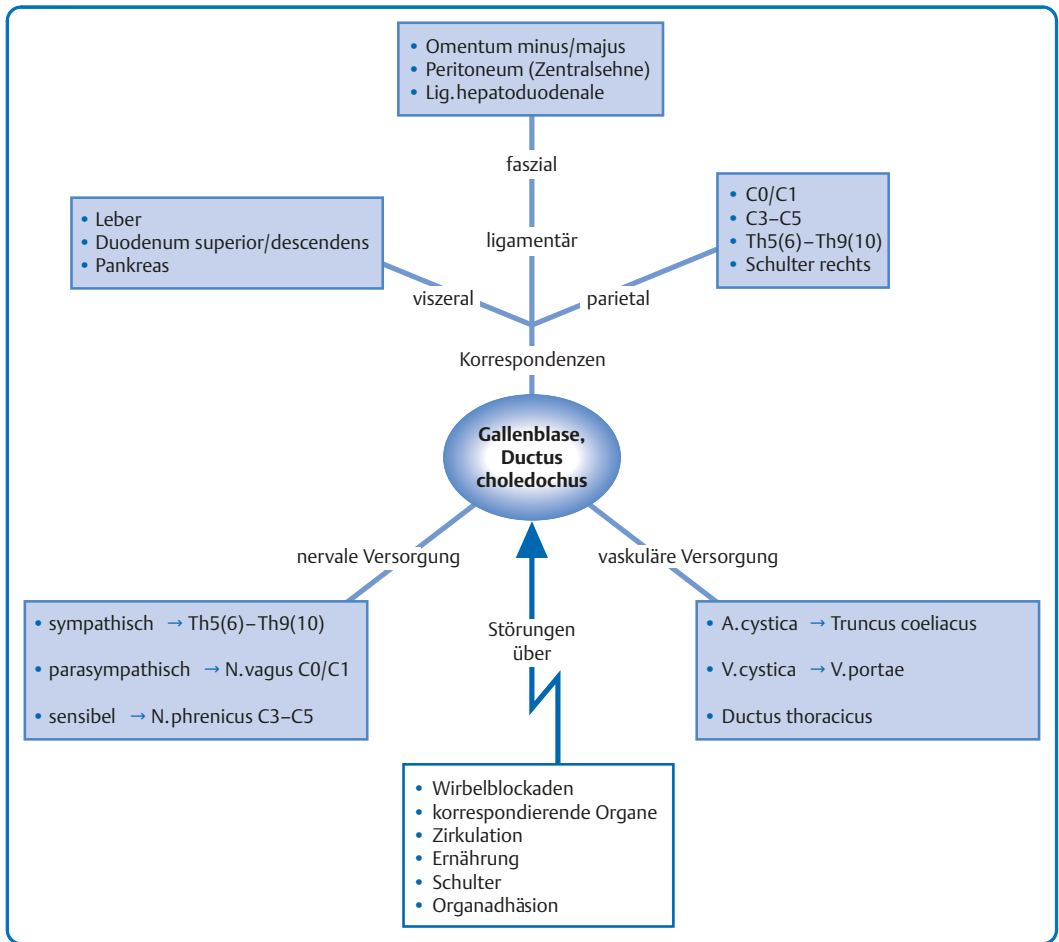 • Omentum minus/majus
• Peritoneum (Zentralsehne)
• Lig. hepatoduodenale
faszial
• C0/C1
• C3–C5
• Th5(6)–Th9(10)
• Schulter rechts
• Leber
• Duodenum superior/descendens
• Pankreas
ligamentär
viszeral
parietal
Korrespondenzen
Gallenblase,
Ductus
choledochus
nervale Versorgung
vaskuläre Versorgung
• sympathisch → Th5(6)–Th9(10)
• parasympathisch → N. vagus C0/C1
• sensibel → N. phrenicus C3–C5
Störungen
über
• A. cystica → Truncus coeliacus
• V. cystica → V. portae
• Ductus thoracicus
• Wirbelblockaden
• korrespondierende Organe
• Zirkulation
• Ernährung
• Schulter
• Organadhäsion